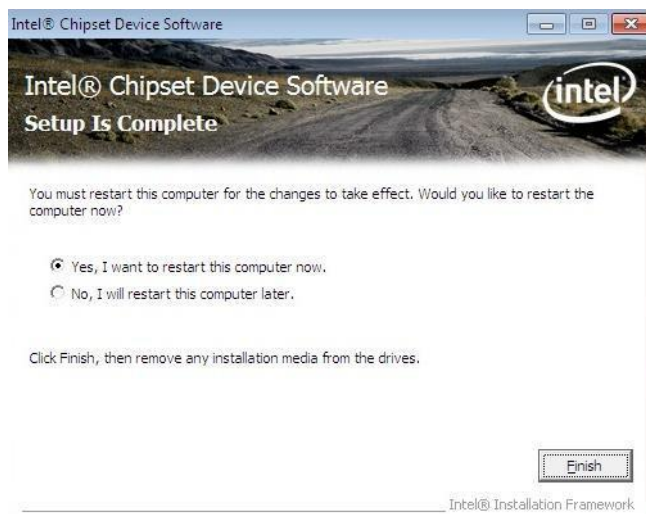 Intel® Chipset Device Software
Intel® Chipset Device Software
intel
Setup Is Complete
You must restart this computer for the changes to take effect. Would you like to restart the
computer now?
Yes, I want to restart this computer now.
No, I will restart this computer later.
Click Finish, then remove any installation media from the drives.
Finish
Intel® Installation Framework